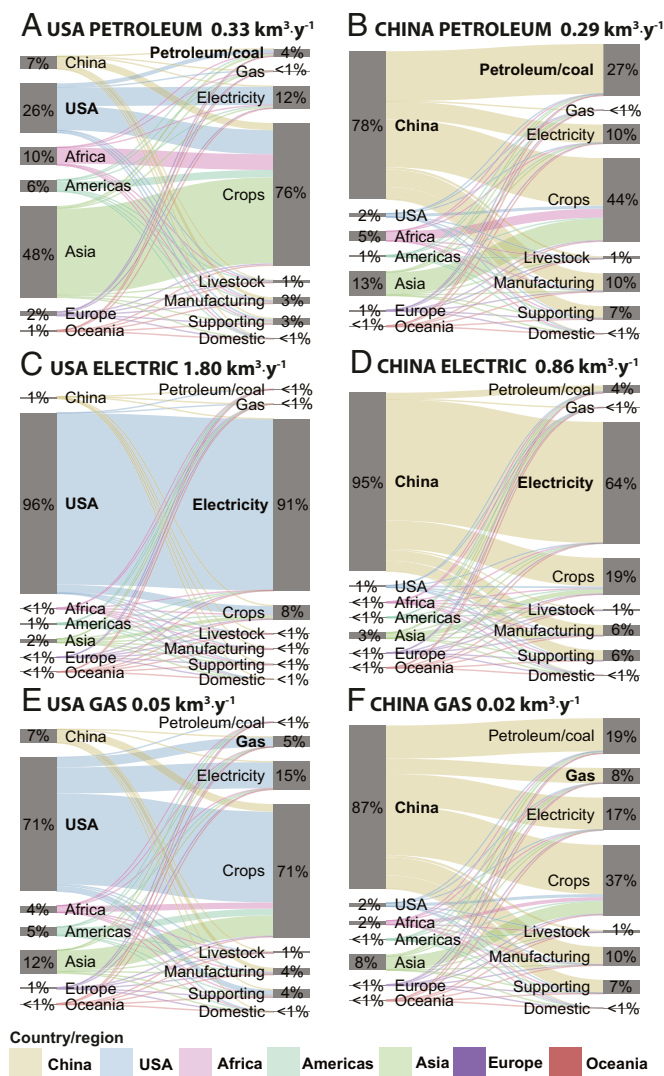 A USA PETROLEUM 0.33 km³·y⁻¹
7% China
26% USA
10% Africa
6% Americas
48% Asia
2% Europe
1% Oceania
Petroleum/coal 4%
Gas <1%
Electricity 12%
Crops 76%
Livestock 1%
Manufacturing 3%
Supporting 3%
Domestic <1%
B CHINA PETROLEUM 0.29 km³·y⁻¹
78% China
2% USA
5% Africa
1% Americas
13% Asia
1% Europe
<1% Oceania
Petroleum/coal 27%
Gas <1%
Electricity 10%
Crops 44%
Livestock 1%
Manufacturing 10%
Supporting 7%
Domestic <1%
C USA ELECTRIC 1.80 km³·y⁻¹
1% China
96% USA
<1% Africa
1% Americas
2% Asia
<1% Europe
<1% Oceania
Petroleum/coal <1%
Gas <1%
Electricity 91%
Crops 8%
Livestock <1%
Manufacturing <1%
Supporting <1%
Domestic <1%
D CHINA ELECTRIC 0.86 km³·y⁻¹
95% China
1% USA
<1% Africa
<1% Americas
3% Asia
<1% Europe
<1% Oceania
Petroleum/coal 4%
Gas <1%
Electricity 64%
Crops 19%
Livestock 1%
Manufacturing 6%
Supporting 6%
Domestic <1%
E USA GAS 0.05 km³·y⁻¹
7% China
71% USA
4% Africa
5% Americas
12% Asia
1% Europe
<1% Oceania
Petroleum/coal <1%
Gas 5%
Electricity 15%
Crops 71%
Livestock 1%
Manufacturing 4%
Supporting 4%
Domestic <1%
F CHINA GAS 0.02 km³·y⁻¹
87% China
2% USA
2% Africa
<1% Americas
8% Asia
<1% Europe
<1% Oceania
Petroleum/coal 19%
Gas 8%
Electricity 17%
Crops 37%
Livestock 1%
Manufacturing 10%
Supporting 7%
Domestic <1%
Country/region
China USA Africa Americas Asia Europe Oceania